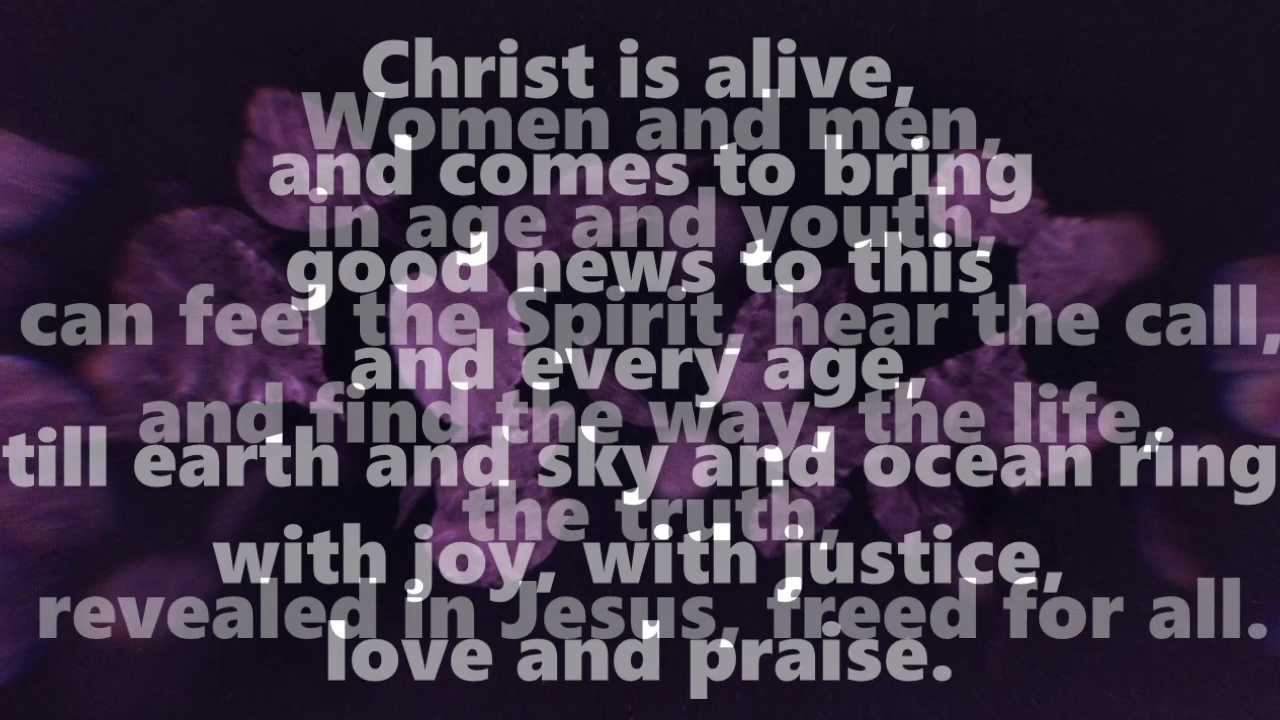 Christ is alive,
Women and men,
and comes to bring
in age and youth,
good news to this
can feel the Spirit, hear the call,
and every age,
and find the way, the life,
till earth and sky and ocean ring
the truth,
with joy, with justice,
revealed in Jesus, freed for all.
love and praise.